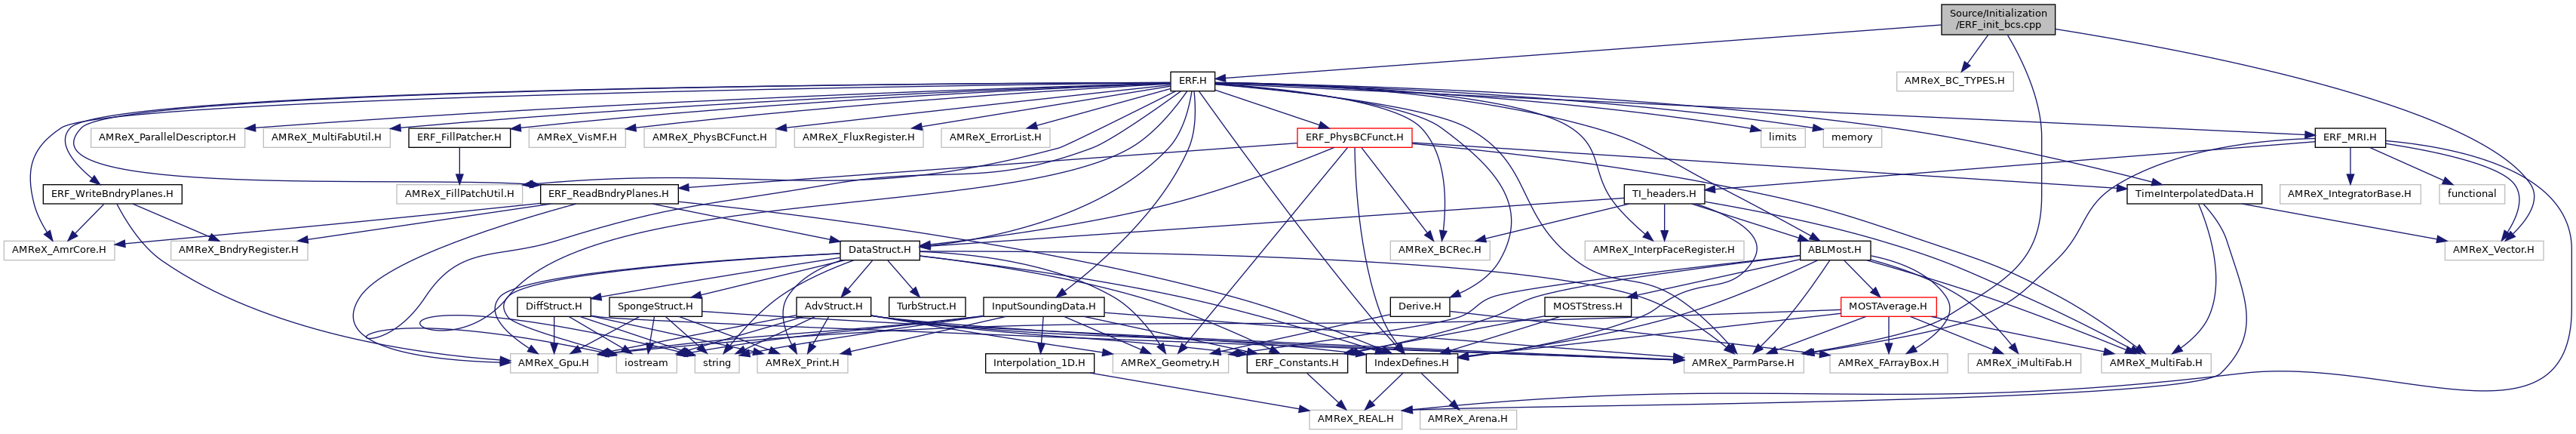 Source/Initialization
/ERF_init_bcs.cpp
ERF.H
AMReX_BC_TYPES.H
AMReX_ParallelDescriptor.H
AMReX_MultiFabUtil.H
ERF_FillPatcher.H
AMReX_VisMF.H
AMReX_PhysBCFunct.H
AMReX_FluxRegister.H
AMReX_ErrorList.H
ERF_PhysBCFunct.H
limits
memory
ERF_MRI.H
ERF_WriteBndryPlanes.H
AMReX_FillPatchUtil.H
ERF_ReadBndryPlanes.H
TI_headers.H
AMReX_IntegratorBase.H
functional
TimeInterpolatedData.H
AMReX_AmrCore.H
AMReX_BndryRegister.H
DataStruct.H
AMReX_BCRec.H
AMReX_InterpFaceRegister.H
ABLMost.H
AMReX_Vector.H
DiffStruct.H
SpongeStruct.H
AdvStruct.H
TurbStruct.H
InputSoundingData.H
Derive.H
MOSTStress.H
MOSTAverage.H
AMReX_Gpu.H
iostream
string
AMReX_Print.H
Interpolation_1D.H
AMReX_Geometry.H
ERF_Constants.H
IndexDefines.H
AMReX_ParmParse.H
AMReX_FArrayBox.H
AMReX_iMultiFab.H
AMReX_MultiFab.H
AMReX_REAL.H
AMReX_Arena.H